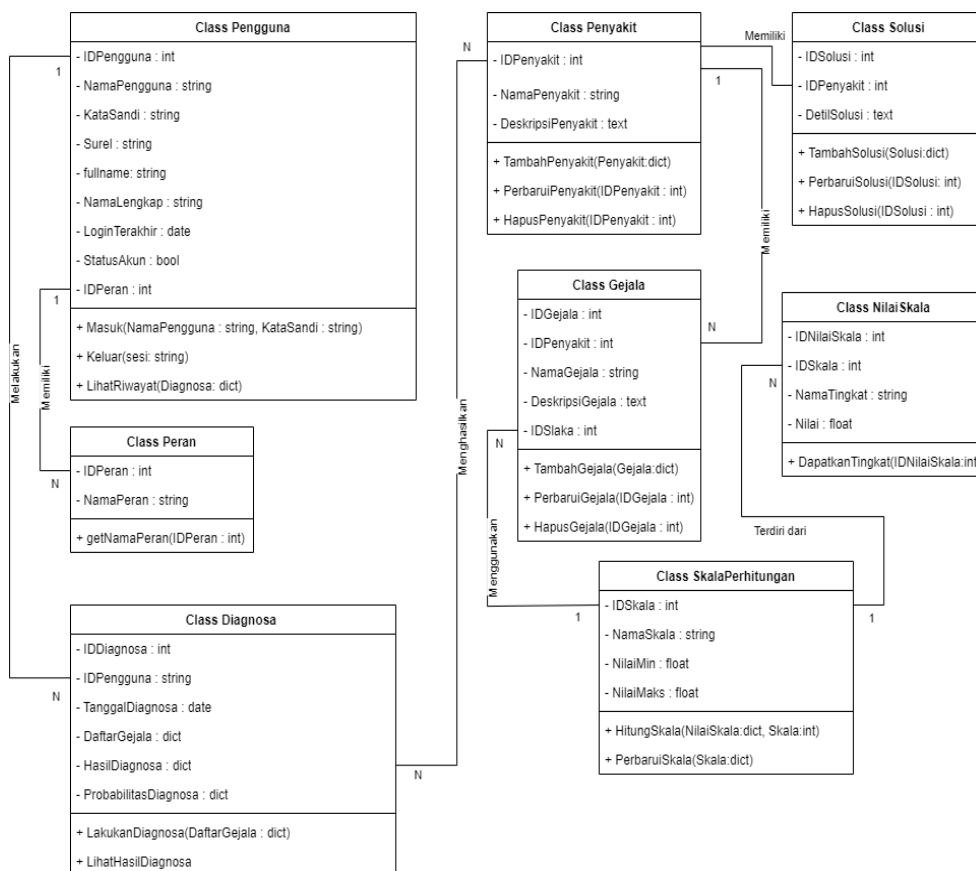 Class Pengguna
- IDPengguna : int
- NamaPengguna : string
- KataSandi : string
- Surel : string
- fullname: string
- NamaLengkap : string
- LoginTerakhir : date
- StatusAkun : bool
- IDPeran : int
+ Masuk(NamaPengguna : string, KataSandi : string)
+ Keluar(sesi: string)
+ LihatRiwayat(Diagnosa: dict)
1
1
Melakukan
Memiliki
N
N
Class Peran
- IDPeran : int
- NamaPeran : string
+ getNamaPeran(IDPeran : int)
Class Diagnosa
- IDDiagnosa : int
- IDPengguna : string
- TanggalDiagnosa : date
- DaftarGejala : dict
- HasilDiagnosa : dict
- ProbabilitasDiagnosa : dict
+ LakukanDiagnosa(DaftarGejala : dict)
+ LihatHasilDiagnosa
N
Menghasilkan
N
Class Penyakit
- IDPenyakit : int
- NamaPenyakit : string
- DeskripsiPenyakit : text
+ TambahPenyakit(Penyakit:dict)
+ PerbaruiPenyakit(IDPenyakit : int)
+ HapusPenyakit(IDPenyakit : int)
Memiliki
1
Memiliki
N
Class Solusi
- IDSolusi : int
- IDPenyakit : int
- DetilSolusi : text
+ TambahSolusi(Solusi:dict)
+ PerbaruiSolusi(IDSolusi: int)
+ HapusSolusi(IDSolusi : int)
Class Gejala
- IDGejala : int
- IDPenyakit : int
- NamaGejala : string
- DeskripsiGejala : text
- IDSlaka : int
+ TambahGejala(Gejala:dict)
+ PerbaruiGejala(IDGejala : int)
+ HapusGejala(IDGejala : int)
N
Menggunakan
1
Class NilaiSkala
- IDNilaiSkala : int
- IDSkala : int
- NamaTingkat : string
- Nilai : float
+ DapatkanTingkat(IDNilaiSkala:int
N
Terdiri dari
1
Class SkalaPerhitungan
- IDSkala : int
- NamaSkala : string
- NilaiMin : float
- NilaiMaks : float
+ HitungSkala(NilaiSkala:dict, Skala:int)
+ PerbaruiSkala(Skala:dict)